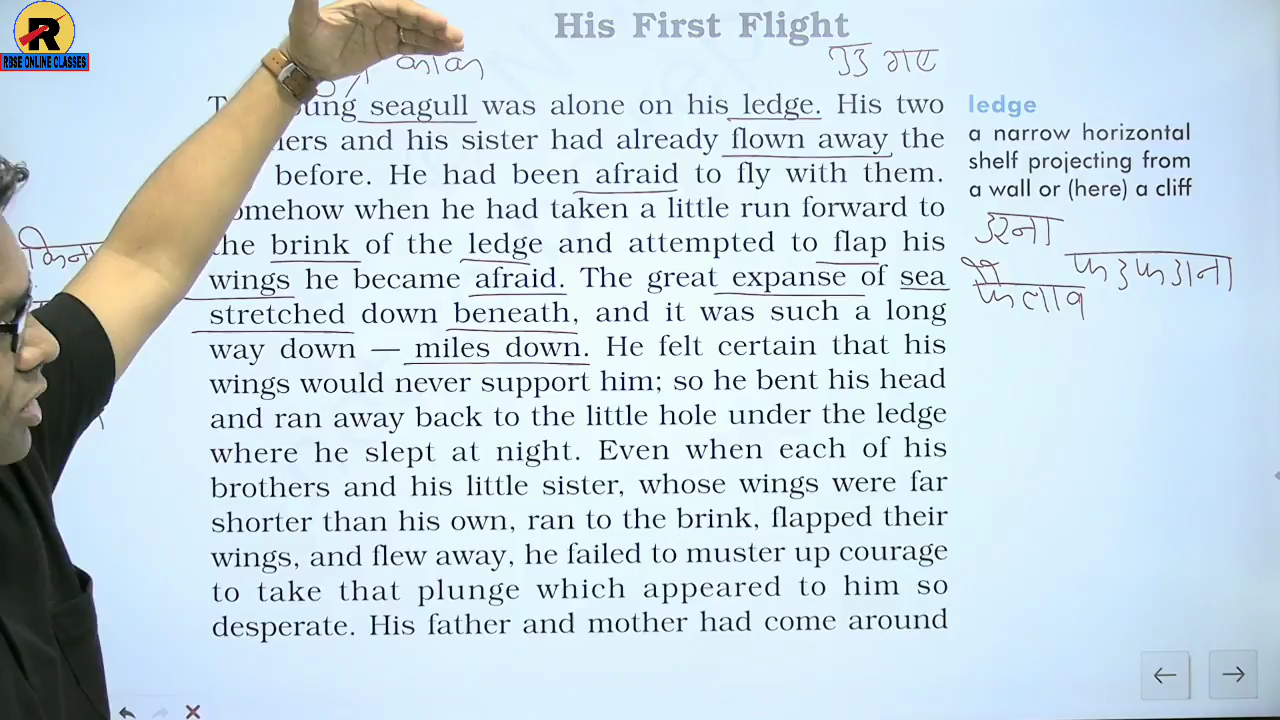 R
RBSE ONLINE CLASSES
His First Flight
उड़ गए
seagull was alone on his ledge. His two
and his sister had already flown away the
before. He had been afraid to fly with them.
when he had taken a little run forward to
the brink of the ledge and attempted to flap his
wings he became afraid. The great expanse of sea
stretched down beneath, and it was such a long
way down — miles down. He felt certain that his
wings would never support him; so he bent his head
and ran away back to the little hole under the ledge
where he slept at night. Even when each of his
brothers and his little sister, whose wings were far
shorter than his own, ran to the brink, flapped their
wings, and flew away, he failed to muster up courage
to take that plunge which appeared to him so
desperate. His father and mother had come around
ledge
a narrow horizontal
shelf projecting from
a wall or (here) a cliff
डरना
फडफडाना
फैलाव